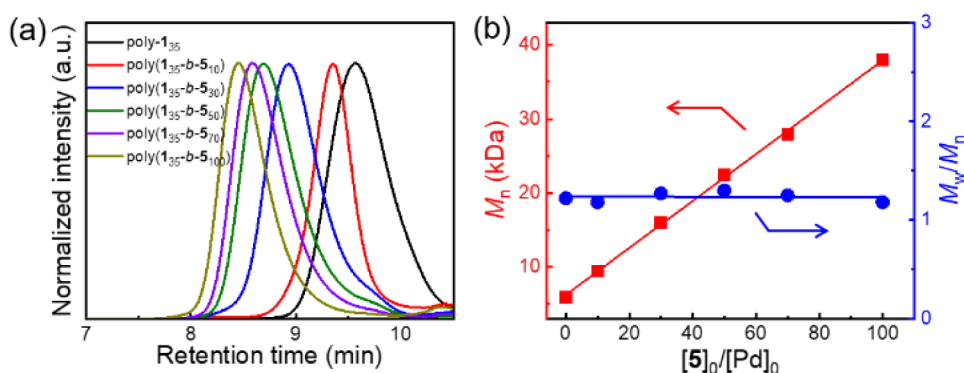 (a)
Normalized intensity (a.u.)
poly-1₃₅
poly(1₃₅-b-5₁₀)
poly(1₃₅-b-5₃₀)
poly(1₃₅-b-5₅₀)
poly(1₃₅-b-5₇₀)
poly(1₃₅-b-5₁₀₀)
7 8 9 10
Retention time (min)
(b)
Mₙ (kDa)
40
30
20
10
0 20 40 60 80 100
[5]₀/[Pd]₀
3
2
1
0
M_w/Mₙ